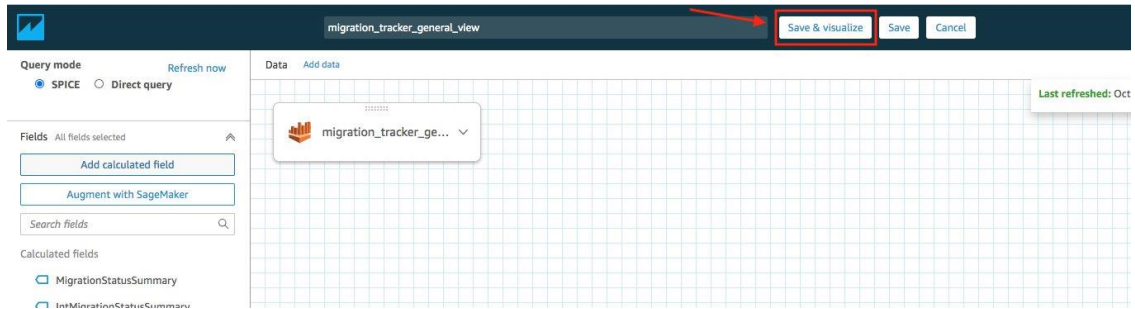 migration_tracker_general_view
Save & visualize
Save
Cancel
Query mode
Refresh now
SPICE
Direct query
Data
Add data
Last refreshed: Oct
migration_tracker_ge...
Fields All fields selected
Add calculated field
Augment with SageMaker
Search fields
Calculated fields
MigrationStatusSummary
IntMigrationStatusSummary